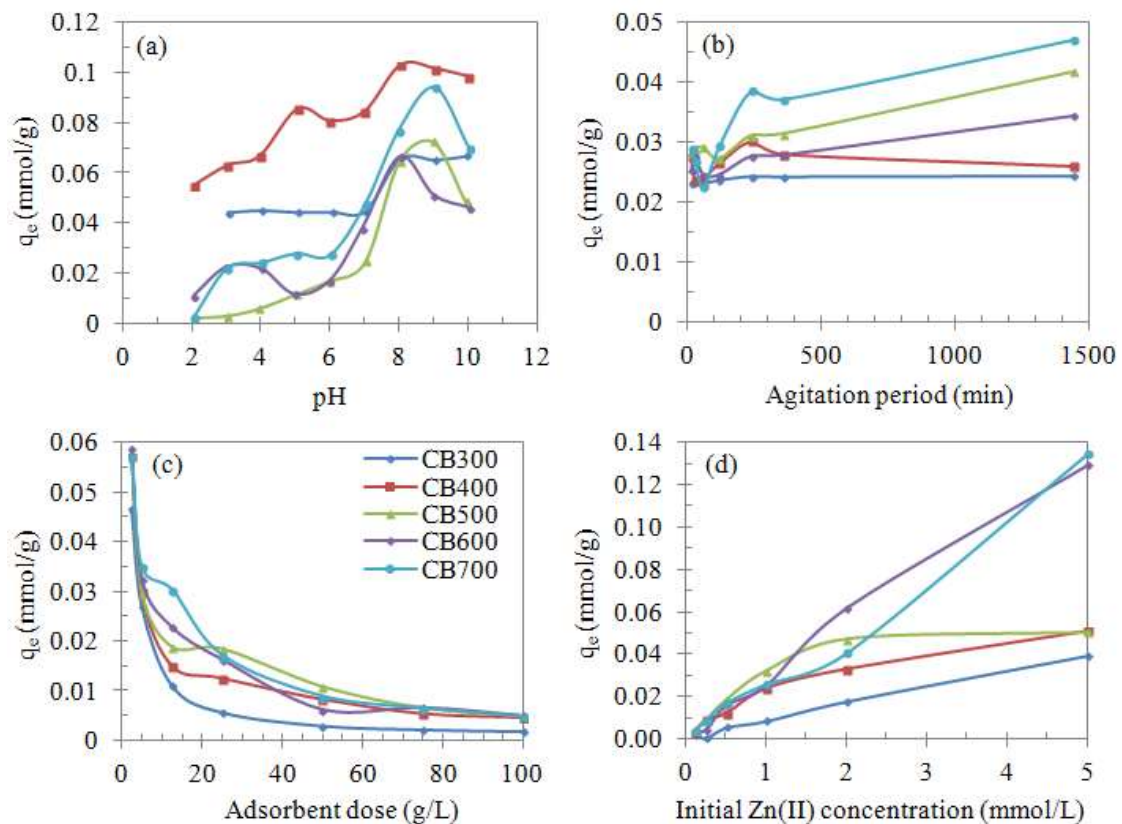 (a)
q_e (mmol/g)
0.12
0.1
0.08
0.06
0.04
0.02
0
0 2 4 6 8 10 12
pH
(b)
q_e (mmol/g)
0.05
0.04
0.03
0.02
0.01
0
0 500 1000 1500
Agitation period (min)
(c)
q_e (mmol/g)
0.06
0.05
0.04
0.03
0.02
0.01
0
0 20 40 60 80 100
Adsorbent dose (g/L)
CB300
CB400
CB500
CB600
CB700
(d)
q_e (mmol/g)
0.14
0.12
0.10
0.08
0.06
0.04
0.02
0.00
0 1 2 3 4 5
Initial Zn(II) concentration (mmol/L)